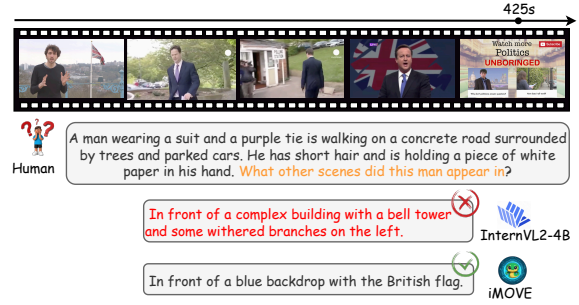 425s
Watch more
Politics
UNBORINGED
Human
A man wearing a suit and a purple tie is walking on a concrete road surrounded
by trees and parked cars. He has short hair and is holding a piece of white
paper in his hand. What other scenes did this man appear in?
In front of a complex building with a bell tower
and some withered branches on the left.
InternVL2-4B
In front of a blue backdrop with the British flag.
iMOVE